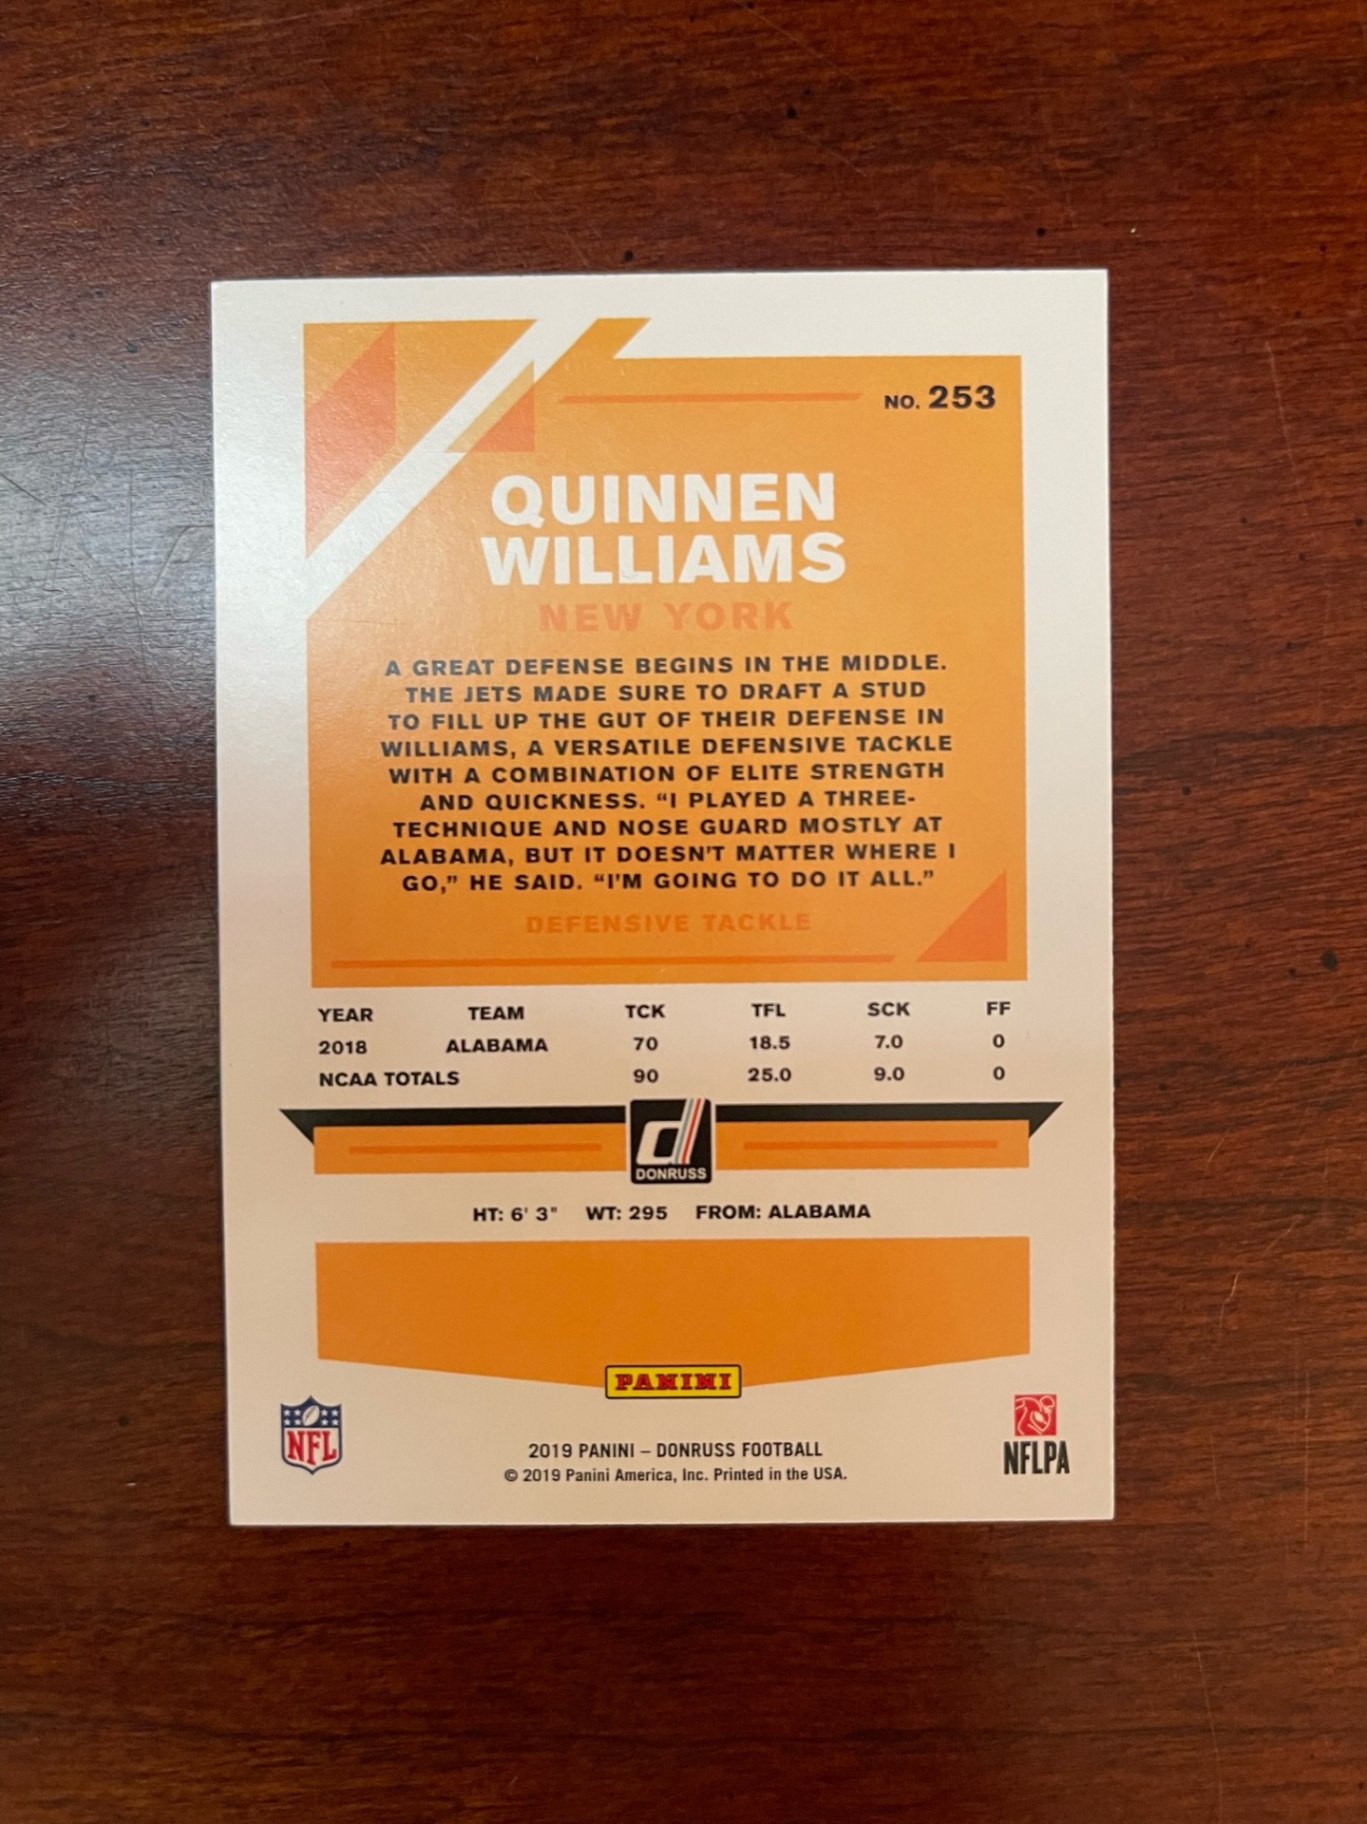 NO. 253
QUINNEN
WILLIAMS
NEW YORK
A GREAT DEFENSE BEGINS IN THE MIDDLE.
THE JETS MADE SURE TO DRAFT A STUD
TO FILL UP THE GUT OF THEIR DEFENSE IN
WILLIAMS, A VERSATILE DEFENSIVE TACKLE
WITH A COMBINATION OF ELITE STRENGTH
AND QUICKNESS. “I PLAYED A THREE-
TECHNIQUE AND NOSE GUARD MOSTLY AT
ALABAMA, BUT IT DOESN'T MATTER WHERE I
GO,” HE SAID. “I'M GOING TO DO IT ALL.”
DEFENSIVE TACKLE
YEAR TEAM TCK TFL SCK FF
2018 ALABAMA 70 18.5 7.0 0
NCAA TOTALS 90 25.0 9.0 0
d
DONRUSS
HT: 6' 3" WT: 295 FROM: ALABAMA
PANINI
NFL
NFLPA
2019 PANINI – DONRUSS FOOTBALL
© 2019 Panini America, Inc. Printed in the USA.